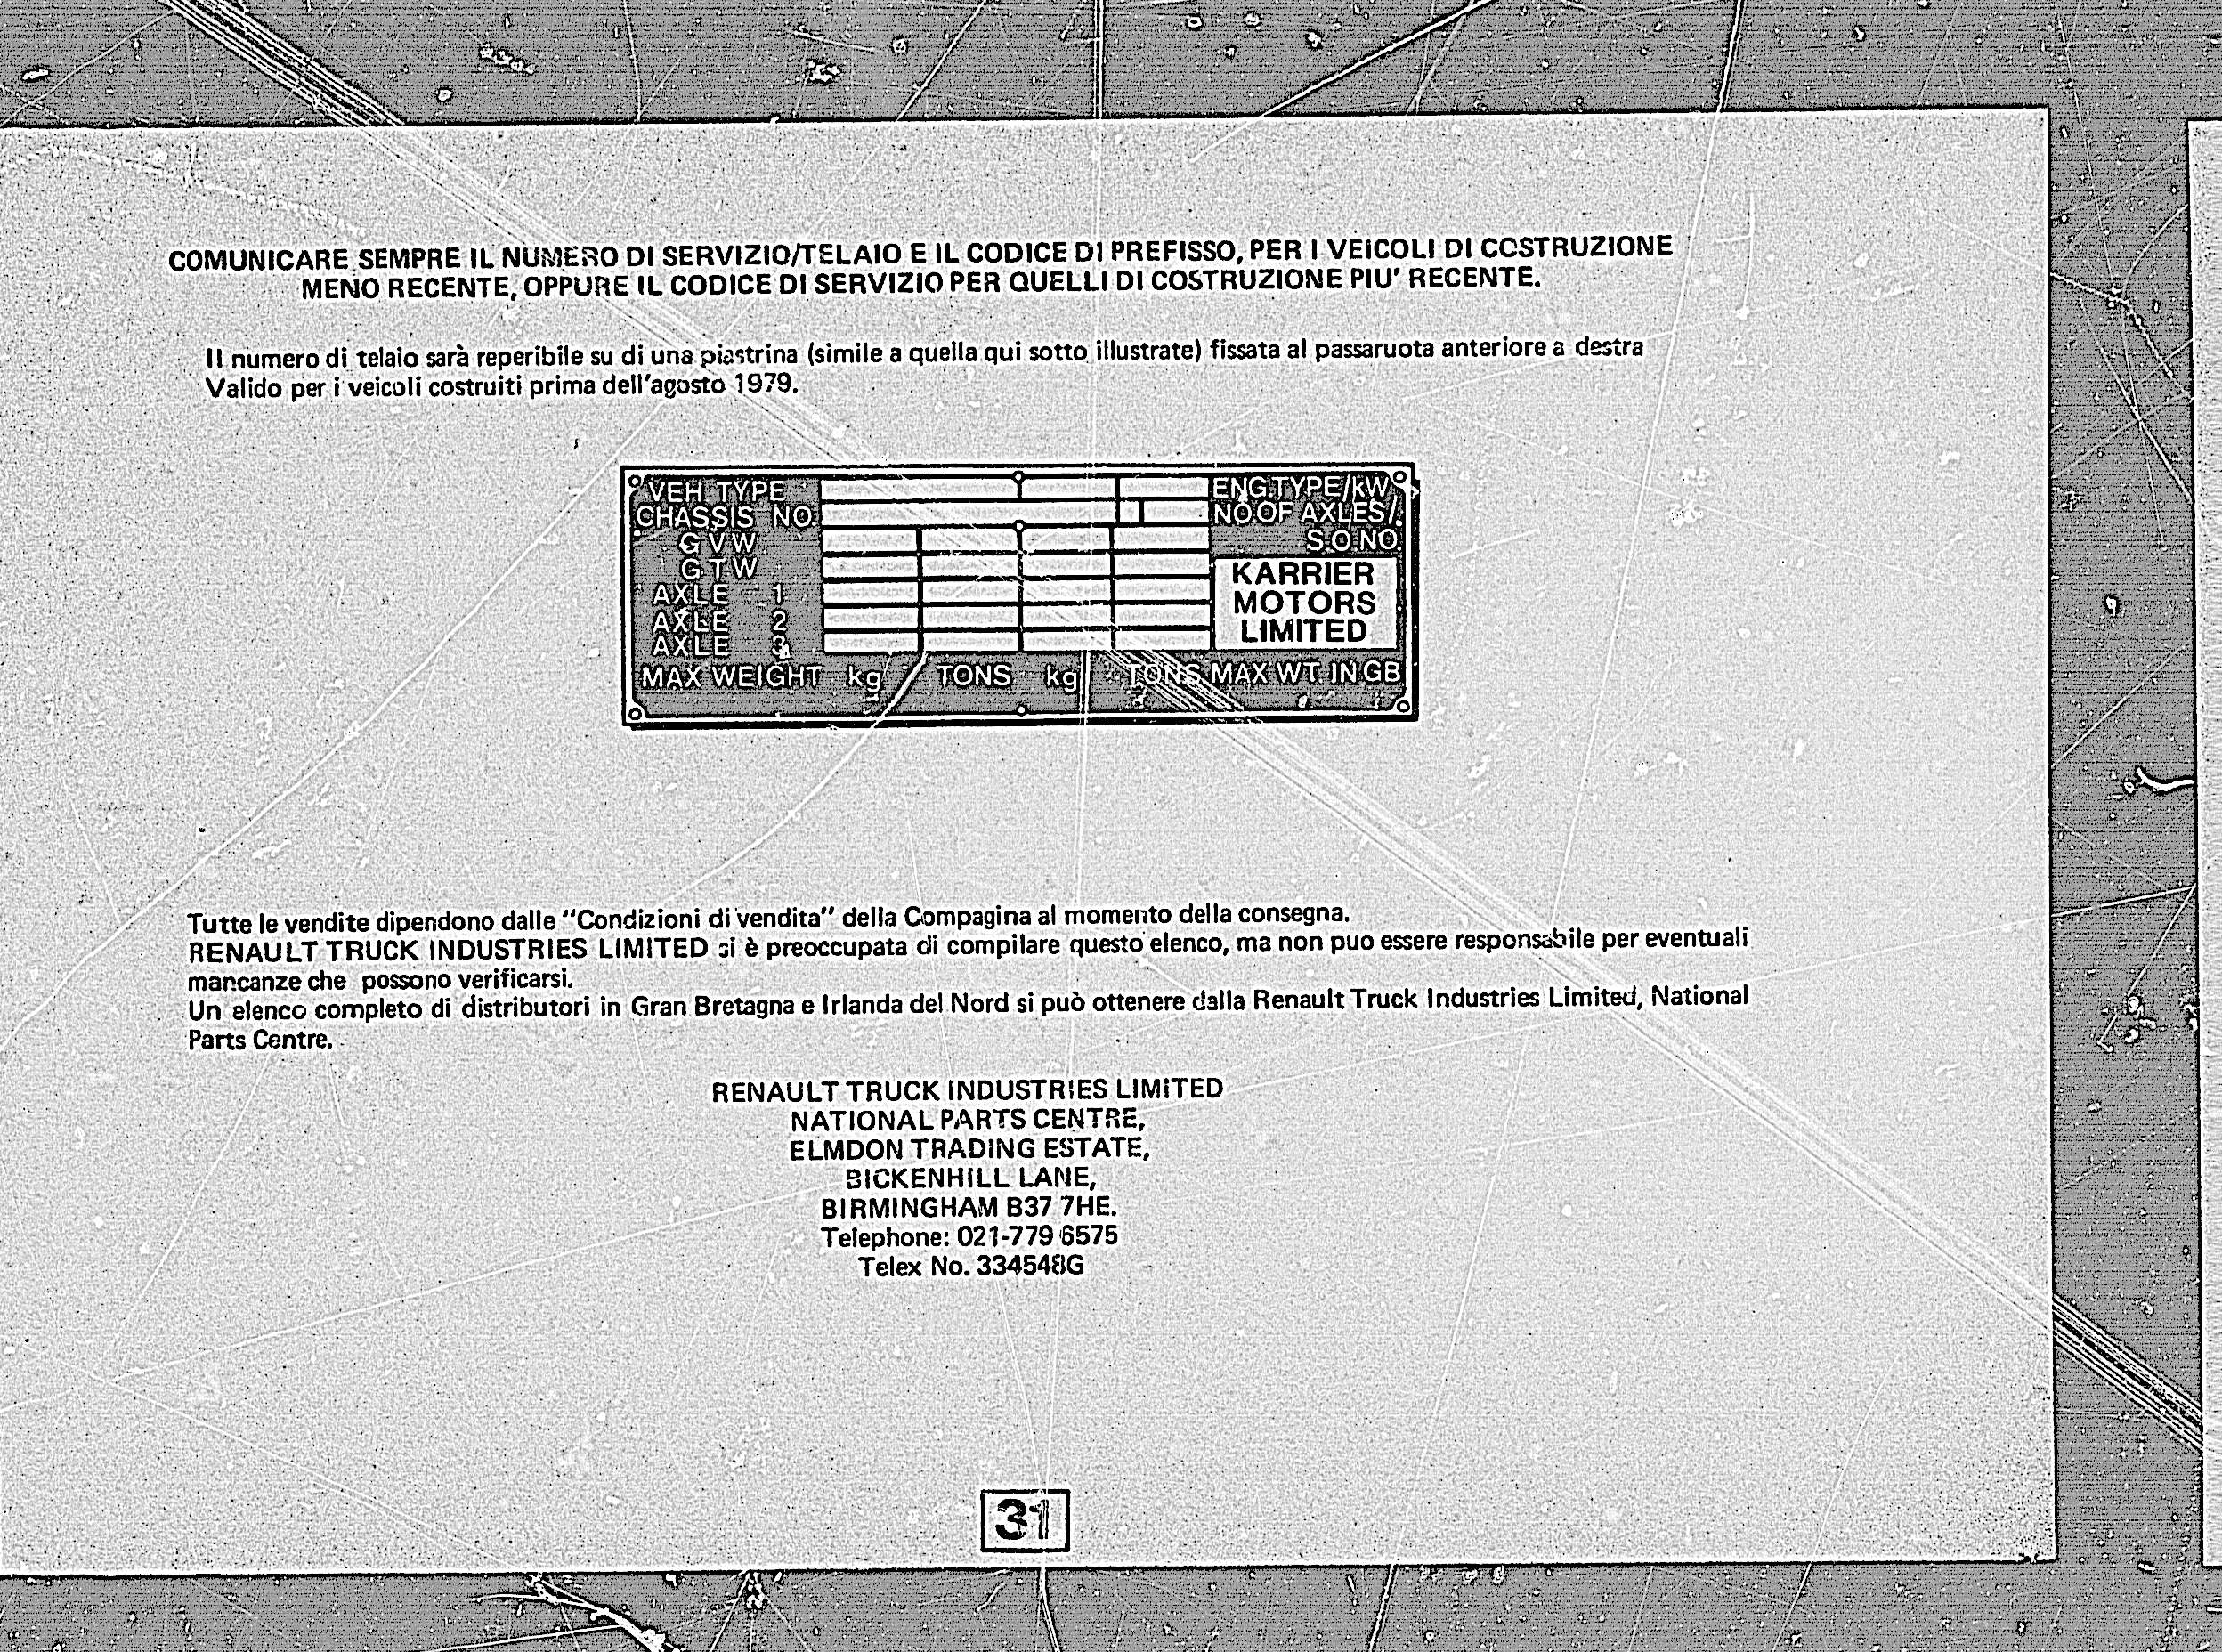 COMUNICARE SEMPRE IL NUMERO DI SERVIZIO/TELAIO E IL CODICE DI PREFISSO, PER I VEICOLI DI COSTRUZIONE
MENO RECENTE, OPPURE IL CODICE DI SERVIZIO PER QUELLI DI COSTRUZIONE PIU' RECENTE.
Il numero di telaio sarà reperibile su di una piastrina (simile a quella qui sotto illustrate) fissata al passaruota anteriore a destra
Valido per i veicoli costruiti prima dell'agosto 1979.
VEH TYPE ENG.TYPE/kW
CHASSIS NO. NO OF AXLES/
G V W S.O NO
G T W
KARRIER
AXLE 1
MOTORS
AXLE 2
LIMITED
AXLE 3
MAX WEIGHT kg TONS kg TONS MAX WT. IN GB
Tutte le vendite dipendono dalle "Condizioni di vendita" della Compagina al momento della consegna.
RENAULT TRUCK INDUSTRIES LIMITED si è preoccupata di compilare questo elenco, ma non puo essere responsabile per eventuali
mancanze che possono verificarsi.
Un elenco completo di distributori in Gran Bretagna e Irlanda del Nord si può ottenere dalla Renault Truck Industries Limited, National
Parts Centre.
RENAULT TRUCK INDUSTRIES LIMITED
NATIONAL PARTS CENTRE,
ELMDON TRADING ESTATE,
BICKENHILL LANE,
BIRMINGHAM B37 7HE.
Telephone: 021-779 6575
Telex No. 334548G
31